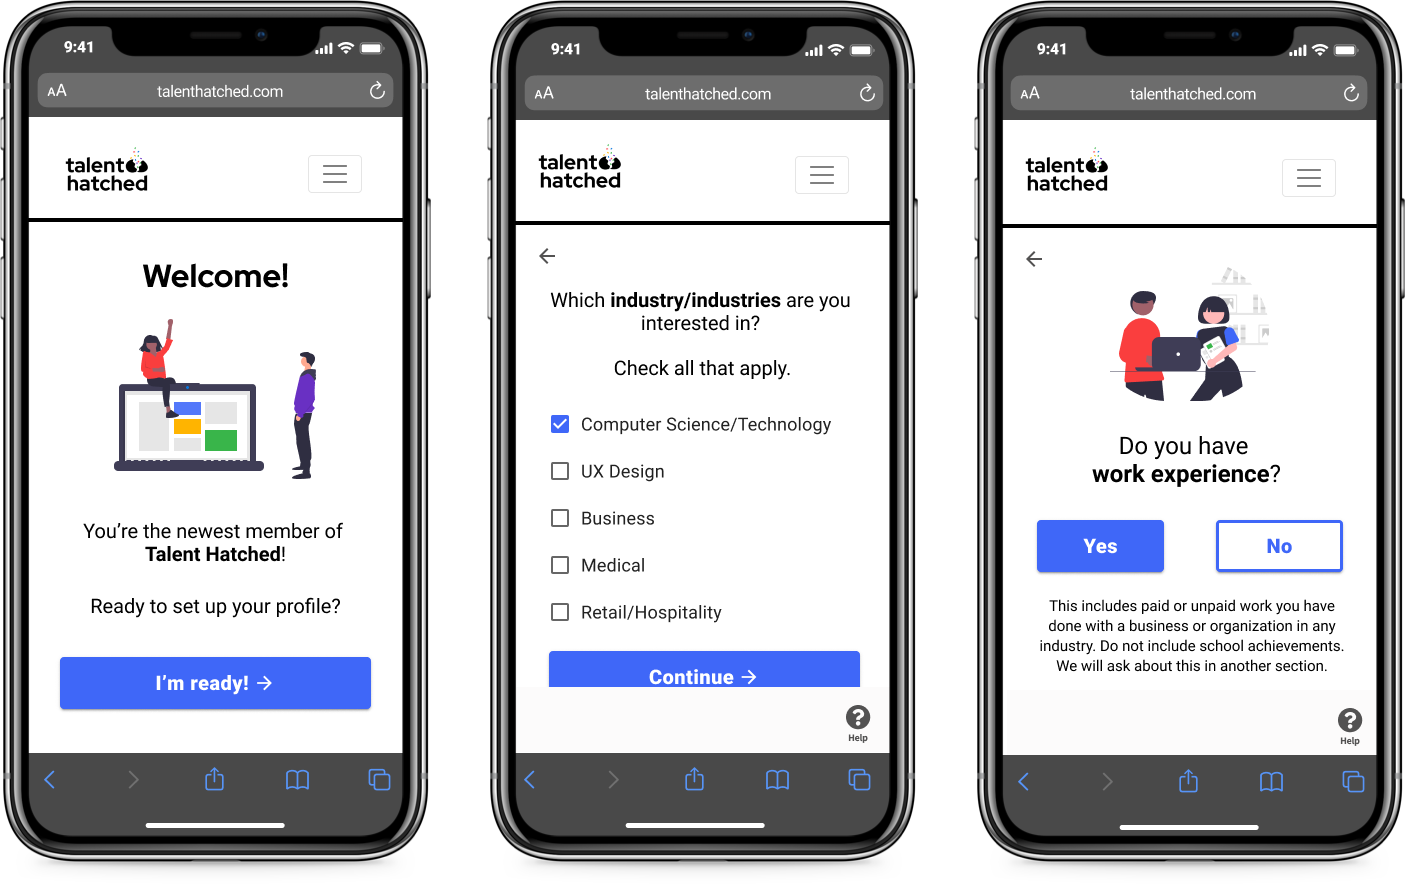 9:41
AA
talenthatched.com
talent
hatched
Welcome!
You’re the newest member of
Talent Hatched!
Ready to set up your profile?
I’m ready! →
9:41
AA
talenthatched.com
talent
hatched
←
Which industry/industries are you
interested in?
Check all that apply.
Computer Science/Technology
UX Design
Business
Medical
Retail/Hospitality
Continue →
?
Help
9:41
AA
talenthatched.com
talent
hatched
←
Do you have
work experience?
Yes
No
This includes paid or unpaid work you have
done with a business or organization in any
industry. Do not include school achievements.
We will ask about this in another section.
?
Help